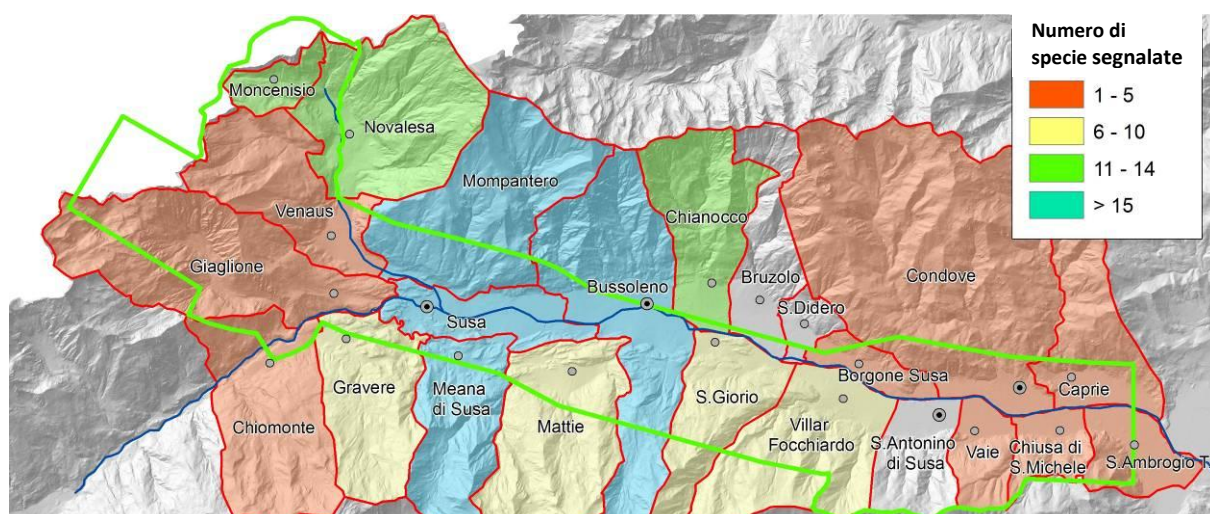 Numero di
specie segnalate
1 - 5
6 - 10
11 - 14
> 15
Moncenisio
Novalesa
Mompantero
Venaus
Chianocco
Giaglione
Bruzolo
Condove
Bussoleno
S.Didero
Susa
Gravere
Meana
di Susa
Borgone Susa
Caprie
S.Giorio
Chiomonte
Mattie
Villar
Focchiardo
S.Antonino
di Susa
Vaie
Chiusa di
S.Michele
S.Ambrogio T